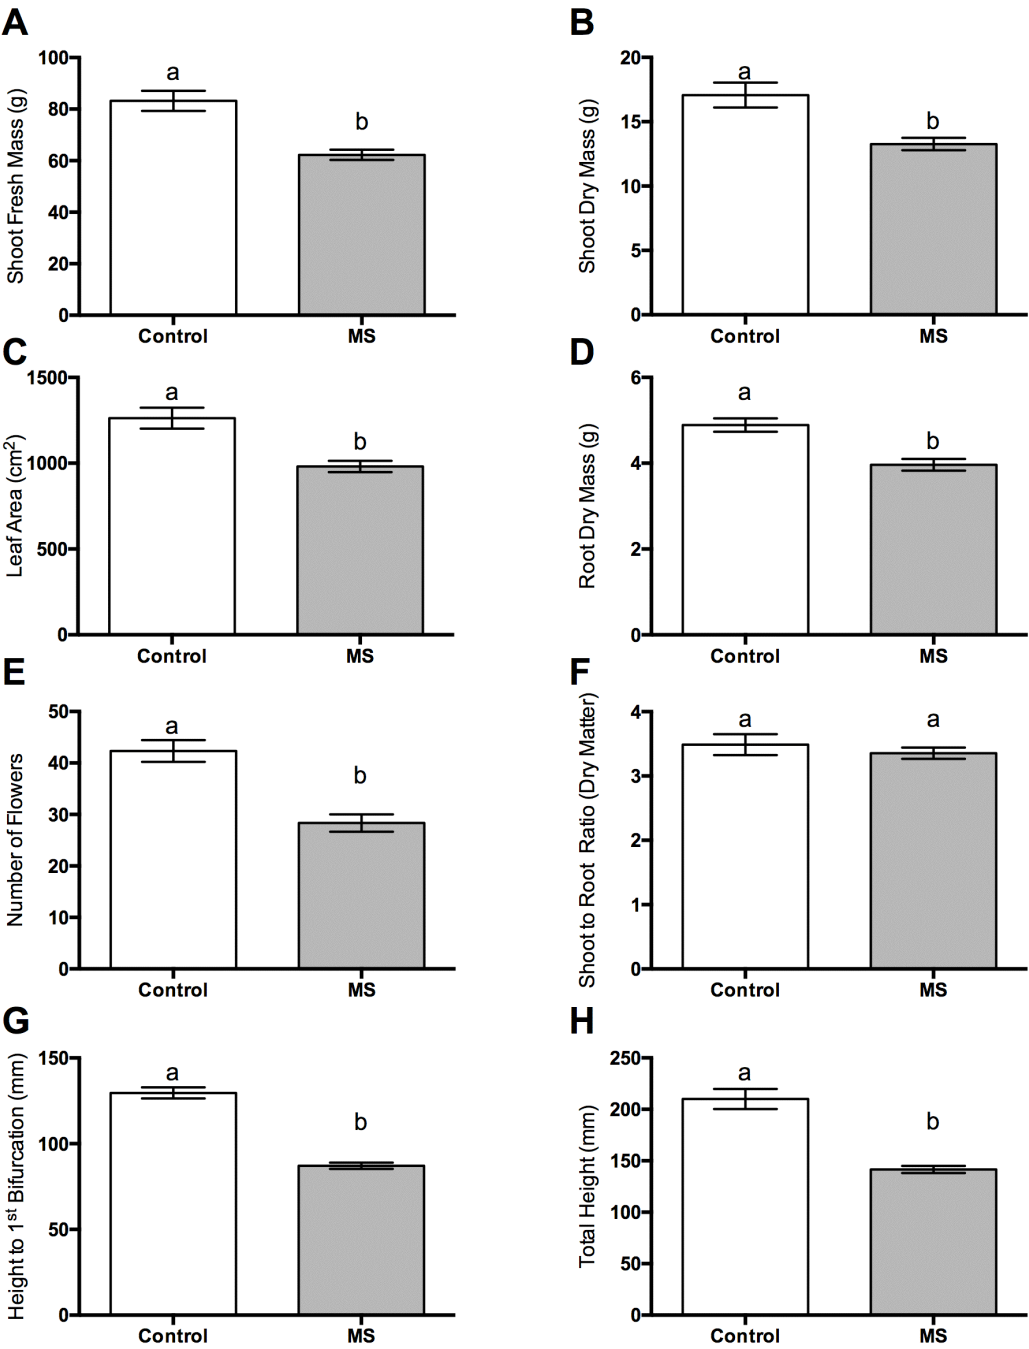 A
Shoot Fresh Mass (g)
100
80
60
40
20
0
a
b
Control MS
B
Shoot Dry Mass (g)
20
15
10
5
0
a
b
Control MS
C
Leaf Area (cm²)
1500
1000
500
0
a
b
Control MS
D
Root Dry Mass (g)
6
4
2
0
a
b
Control MS
E
Number of Flowers
50
40
30
20
10
0
a
b
Control MS
F
Shoot to Root Ratio (Dry Matter)
4
3
2
1
0
a a
Control MS
G
Height to 1st Bifurcation (mm)
150
100
50
0
a
b
Control MS
H
Total Height (mm)
250
200
150
100
50
0
a
b
Control MS